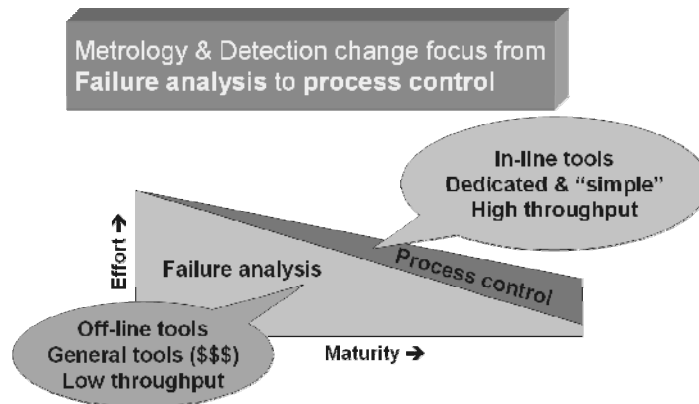 Metrology & Detection change focus from
Failure analysis to process control
In-line tools
Dedicated & “simple”
High throughput
Effort →
Failure analysis
Process control
Off-line tools
General tools ($$$)
Low throughput
Maturity →